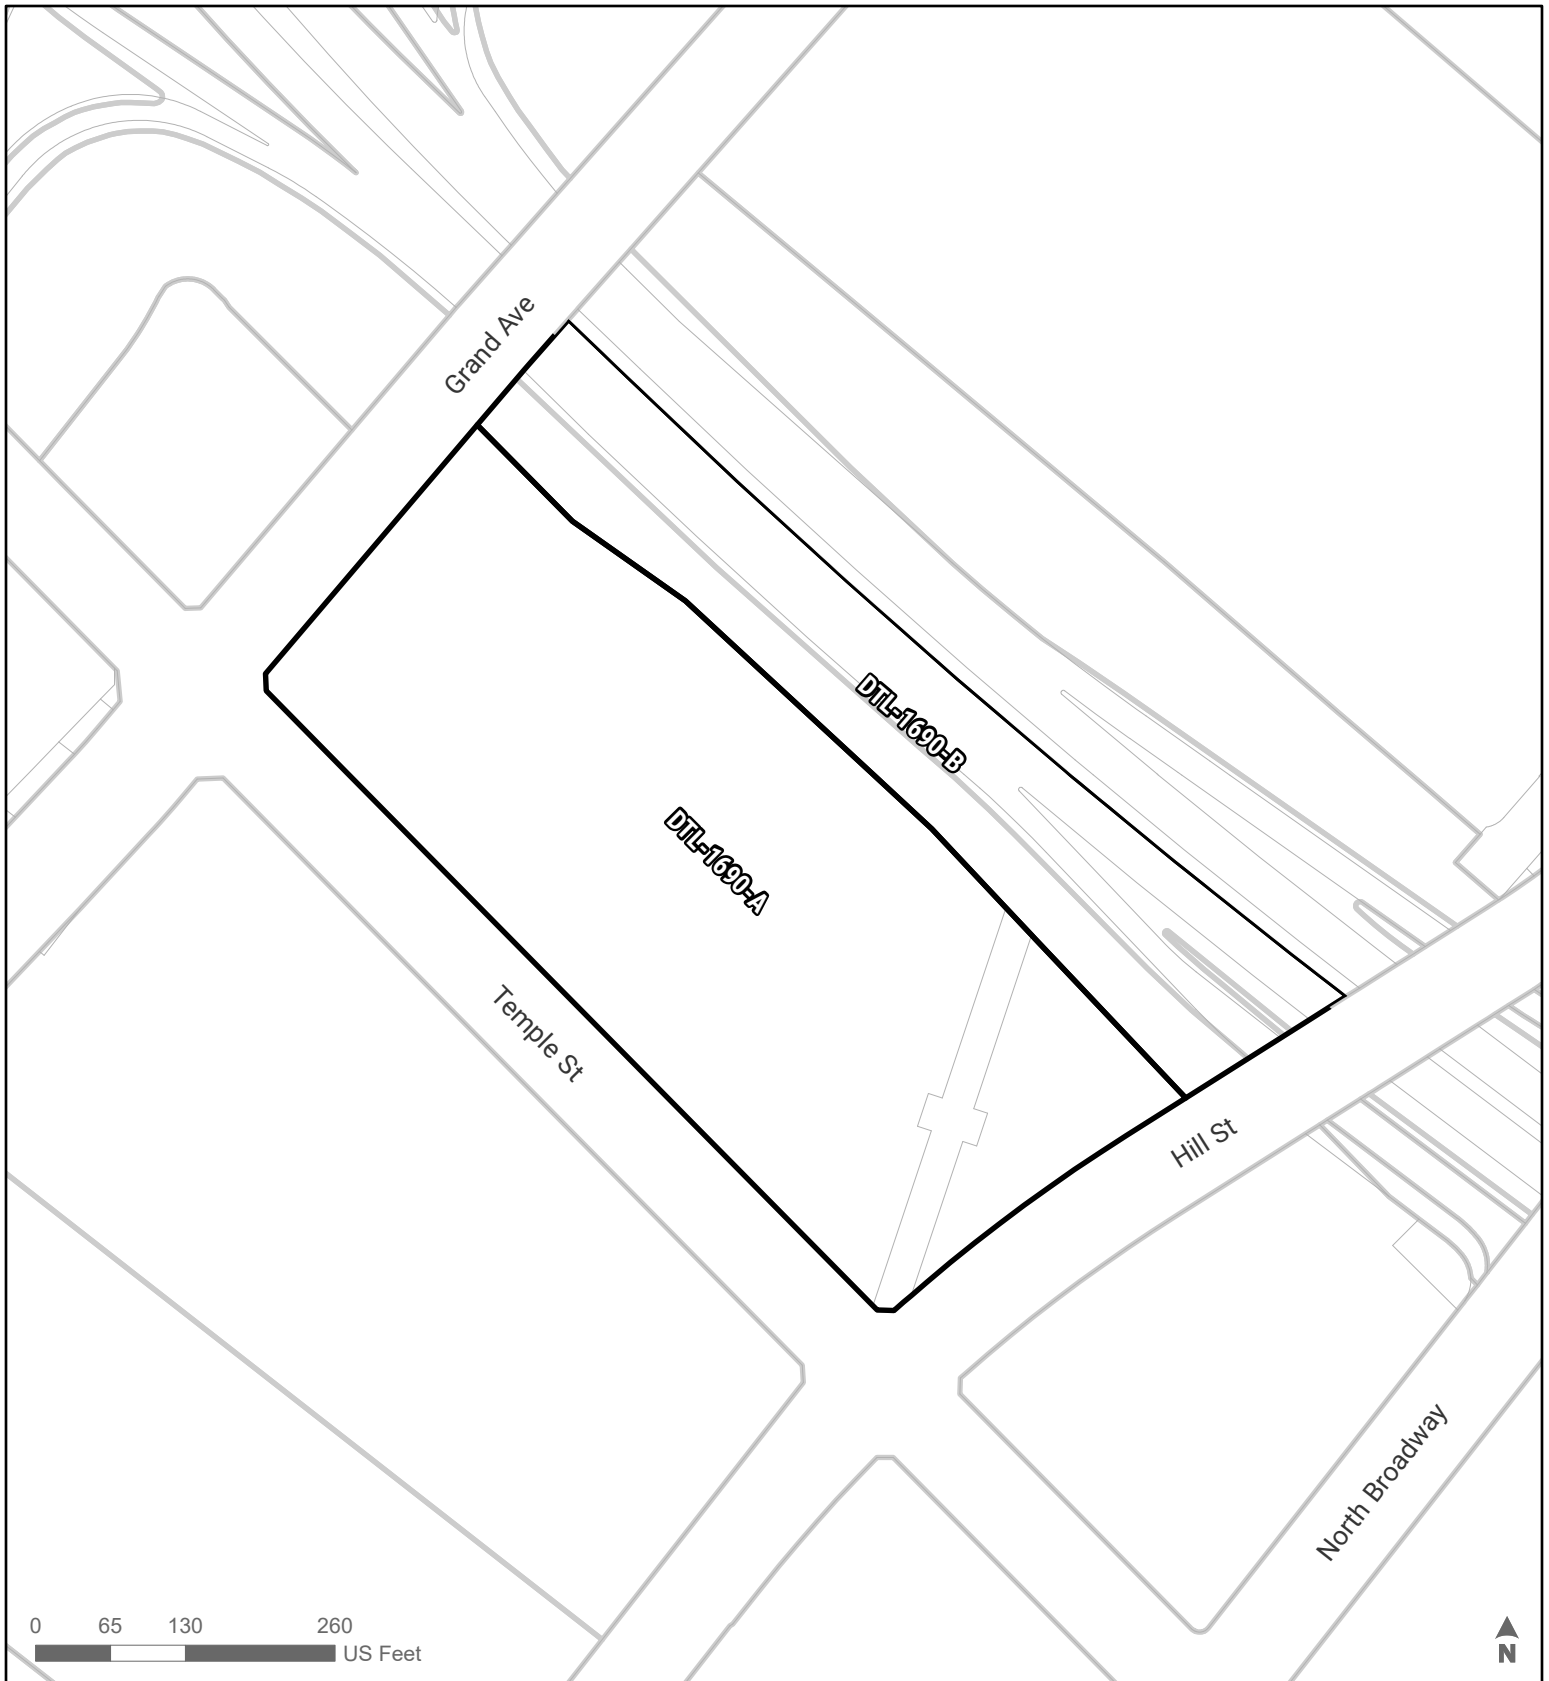 Grand Ave
DTL-1690-B
DTL-1690-A
Temple St
Hill St
North Broadway
0 65 130 260
US Feet
N